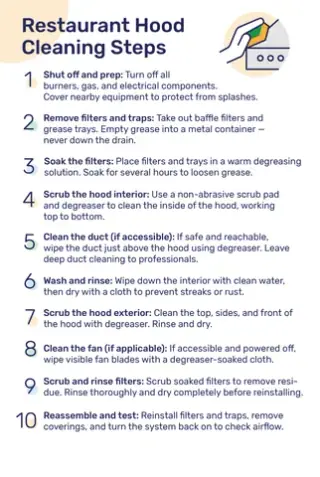 Restaurant Hood
Cleaning Steps
1 Shut off and prep: Turn off all
burners, gas, and electrical components.
Cover nearby equipment to protect from splashes.
2 Remove filters and traps: Take out baffle filters and
grease trays. Empty grease into a metal container —
never down the drain.
3 Soak the filters: Place filters and trays in a warm degreasing
solution. Soak for several hours to loosen grease.
4 Scrub the hood interior: Use a non-abrasive scrub pad
and degreaser to clean the inside of the hood, working
top to bottom.
5 Clean the duct (if accessible): If safe and reachable,
wipe the duct just above the hood using degreaser. Leave
deep duct cleaning to professionals.
6 Wash and rinse: Wipe down the interior with clean water,
then dry with a cloth to prevent streaks or rust.
7 Scrub the hood exterior: Clean the top, sides, and front of
the hood with degreaser. Rinse and dry.
8 Clean the fan (if applicable): If accessible and powered off,
wipe visible fan blades with a degreaser-soaked cloth.
9 Scrub and rinse filters: Scrub soaked filters to remove resi-
due. Rinse thoroughly and dry completely before reinstalling.
10 Reassemble and test: Reinstall filters and traps, remove
coverings, and turn the system back on to check airflow.